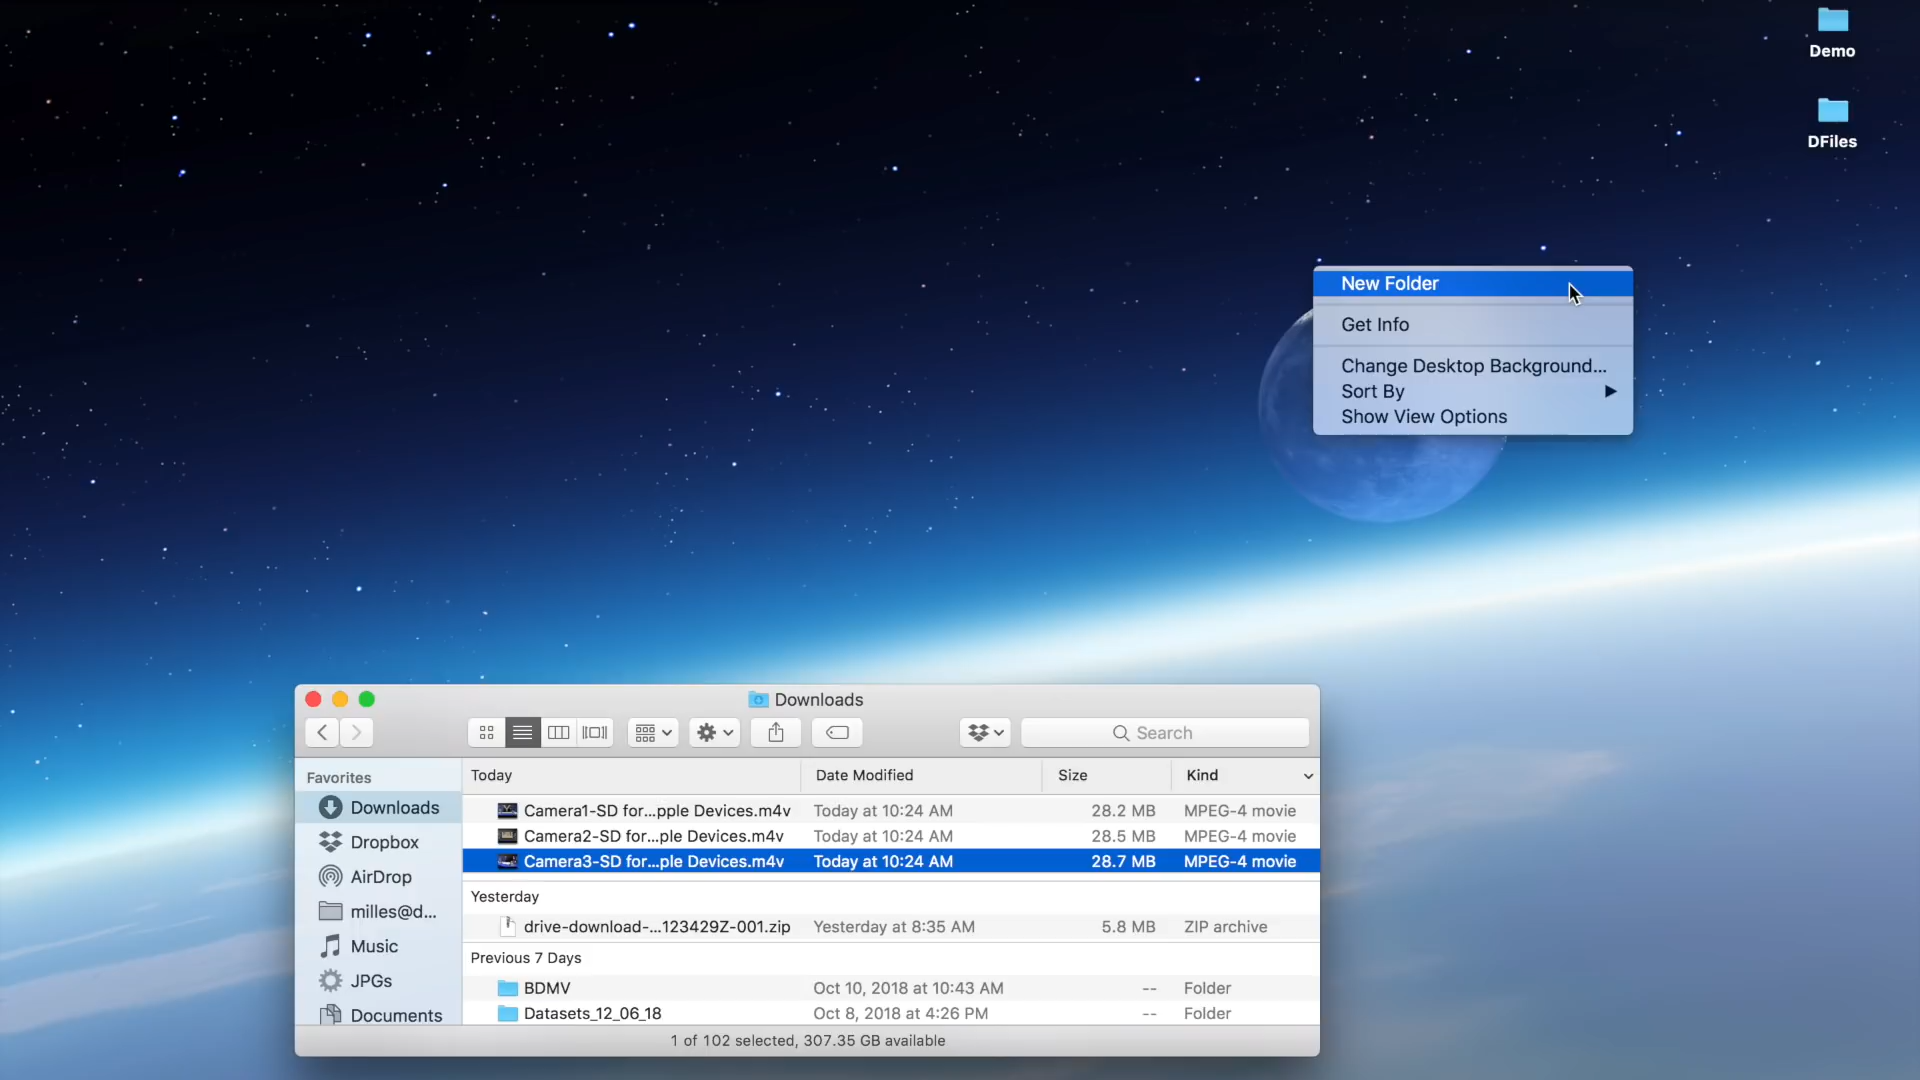 Demo
DFiles
New Folder
Get Info
Change Desktop Background...
Sort By
Show View Options
Downloads
Search
Favorites
Downloads
Dropbox
AirDrop
milles@d...
Music
JPGs
Documents
Today Date Modified Size Kind
Camera1-SD for...pple Devices.m4v Today at 10:24 AM 28.2 MB MPEG-4 movie
Camera2-SD for...ple Devices.m4v Today at 10:24 AM 28.5 MB MPEG-4 movie
Camera3-SD for...ple Devices.m4v Today at 10:24 AM 28.7 MB MPEG-4 movie
Yesterday
drive-download-...123429Z-001.zip Yesterday at 8:35 AM 5.8 MB ZIP archive
Previous 7 Days
BDMV Oct 10, 2018 at 10:43 AM -- Folder
Datasets_12_06_18 Oct 8, 2018 at 4:26 PM -- Folder
1 of 102 selected, 307.35 GB available